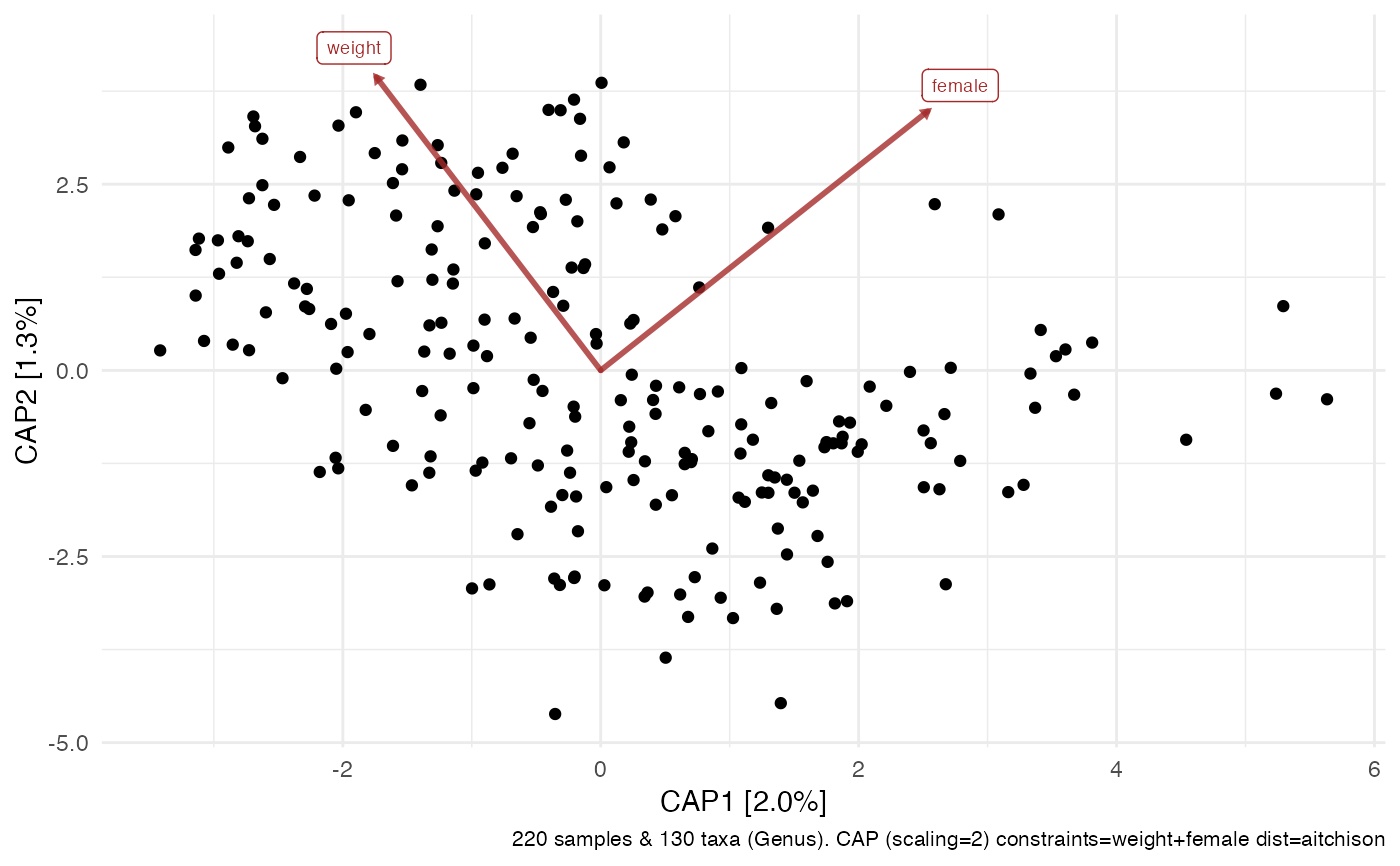 weight
female
2.5
0.0
-2.5
-5.0
CAP2 [1.3%]
-2
0
2
4
6
CAP1 [2.0%]
220 samples & 130 taxa (Genus). CAP (scaling=2) constraints=weight+female dist=aitchison